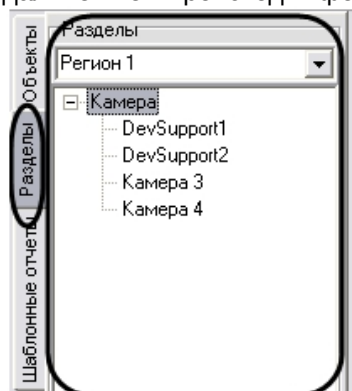 Объекты
Разделы
Шаблонные отчеты
Разделы
Регион 1
Камера
DevSupport1
DevSupport2
Камера 3
Камера 4